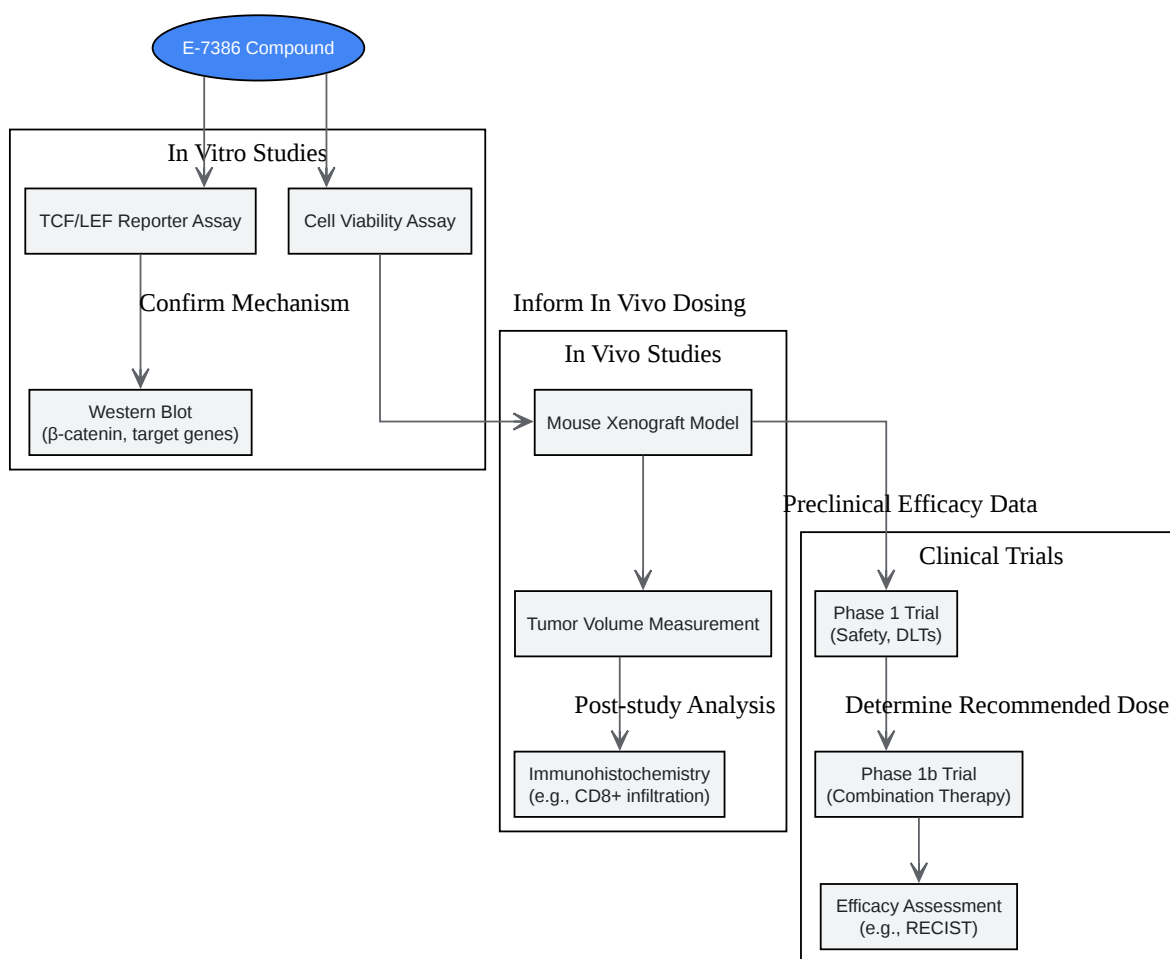 E-7386 Compound
In Vitro Studies
TCF/LEF Reporter Assay
Cell Viability Assay
Confirm Mechanism
Western Blot
(β-catenin, target genes)
Inform In Vivo Dosing
In Vivo Studies
Mouse Xenograft Model
Tumor Volume Measurement
Post-study Analysis
Immunohistochemistry
(e.g., CD8+ infiltration)
Preclinical Efficacy Data
Clinical Trials
Phase 1 Trial
(Safety, DLTs)
Determine Recommended Dose
Phase 1b Trial
(Combination Therapy)
Efficacy Assessment
(e.g., RECIST)